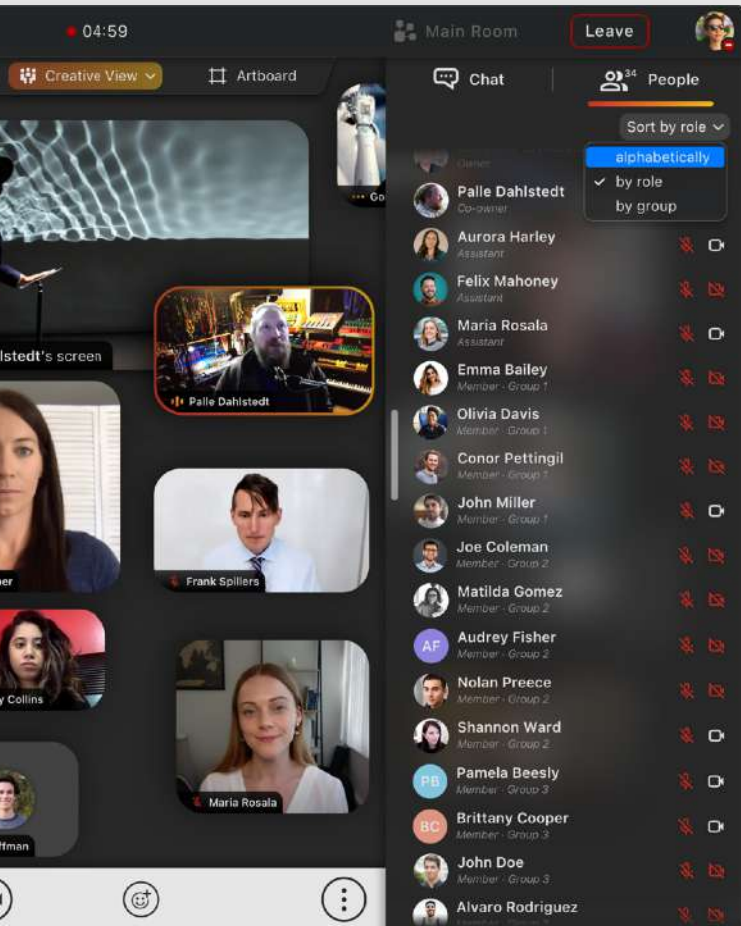 04:59
Main Room
Leave
Creative View
Artboard
Chat
34
People
Sort by role
alphabetically
by role
by group
Owner
Palle Dahlstedt
Co-owner
Aurora Harley
Assistant
Felix Mahoney
Assistant
Maria Rosala
Assistant
Emma Bailey
Member · Group 1
Olivia Davis
Member · Group 1
Conor Pettingil
Member · Group 1
John Miller
Member · Group 1
Joe Coleman
Member · Group 2
Matilda Gomez
Member · Group 2
AF
Audrey Fisher
Member · Group 2
Nolan Preece
Member · Group 2
Shannon Ward
Member · Group 2
PB
Pamela Beesly
Member · Group 3
BC
Brittany Cooper
Member · Group 3
John Doe
Member · Group 3
Alvaro Rodriguez
Go
lstedt's screen
Palle Dahlstedt
er
Frank Spillers
y Collins
Maria Rosala
ffman